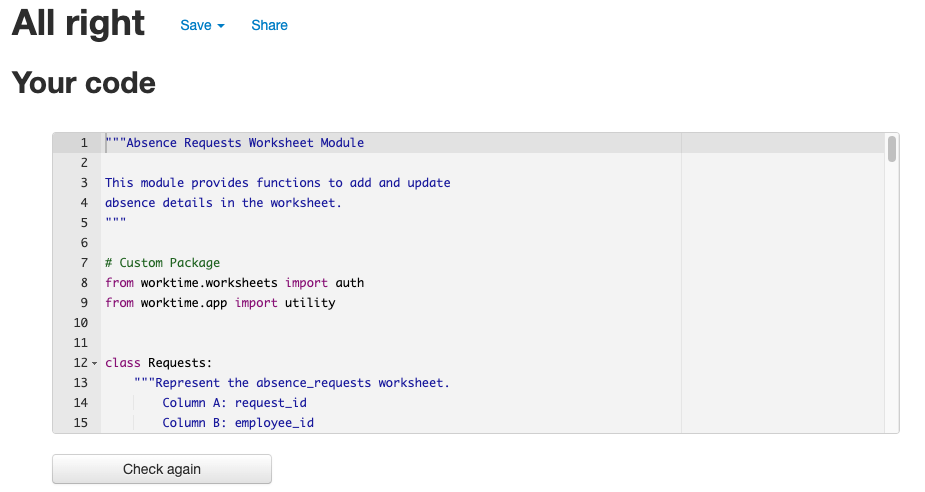 All right Save Share
Your code
1 """Absence Requests Worksheet Module
2
3 This module provides functions to add and update
4 absence details in the worksheet.
5 """
6
7 # Custom Package
8 from worktime.worksheets import auth
9 from worktime.app import utility
10
11
12 class Requests:
13     """Represent the absence_requests worksheet.
14         Column A: request_id
15         Column B: employee_id
Check again